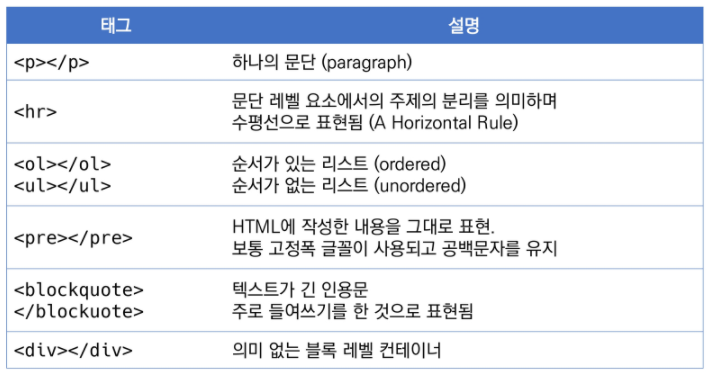 태그 설명
<p></p> 하나의 문단 (paragraph)
<hr> 문단 레벨 요소에서의 주제의 분리를 의미하며
수평선으로 표현됨 (A Horizontal Rule)
<ol></ol> 순서가 있는 리스트 (ordered)
<ul></ul> 순서가 없는 리스트 (unordered)
<pre></pre> HTML에 작성한 내용을 그대로 표현.
보통 고정폭 글꼴이 사용되고 공백문자를 유지
<blockquote> 텍스트가 긴 인용문
</blockuote> 주로 들여쓰기를 한 것으로 표현됨
<div></div> 의미 없는 블록 레벨 컨테이너